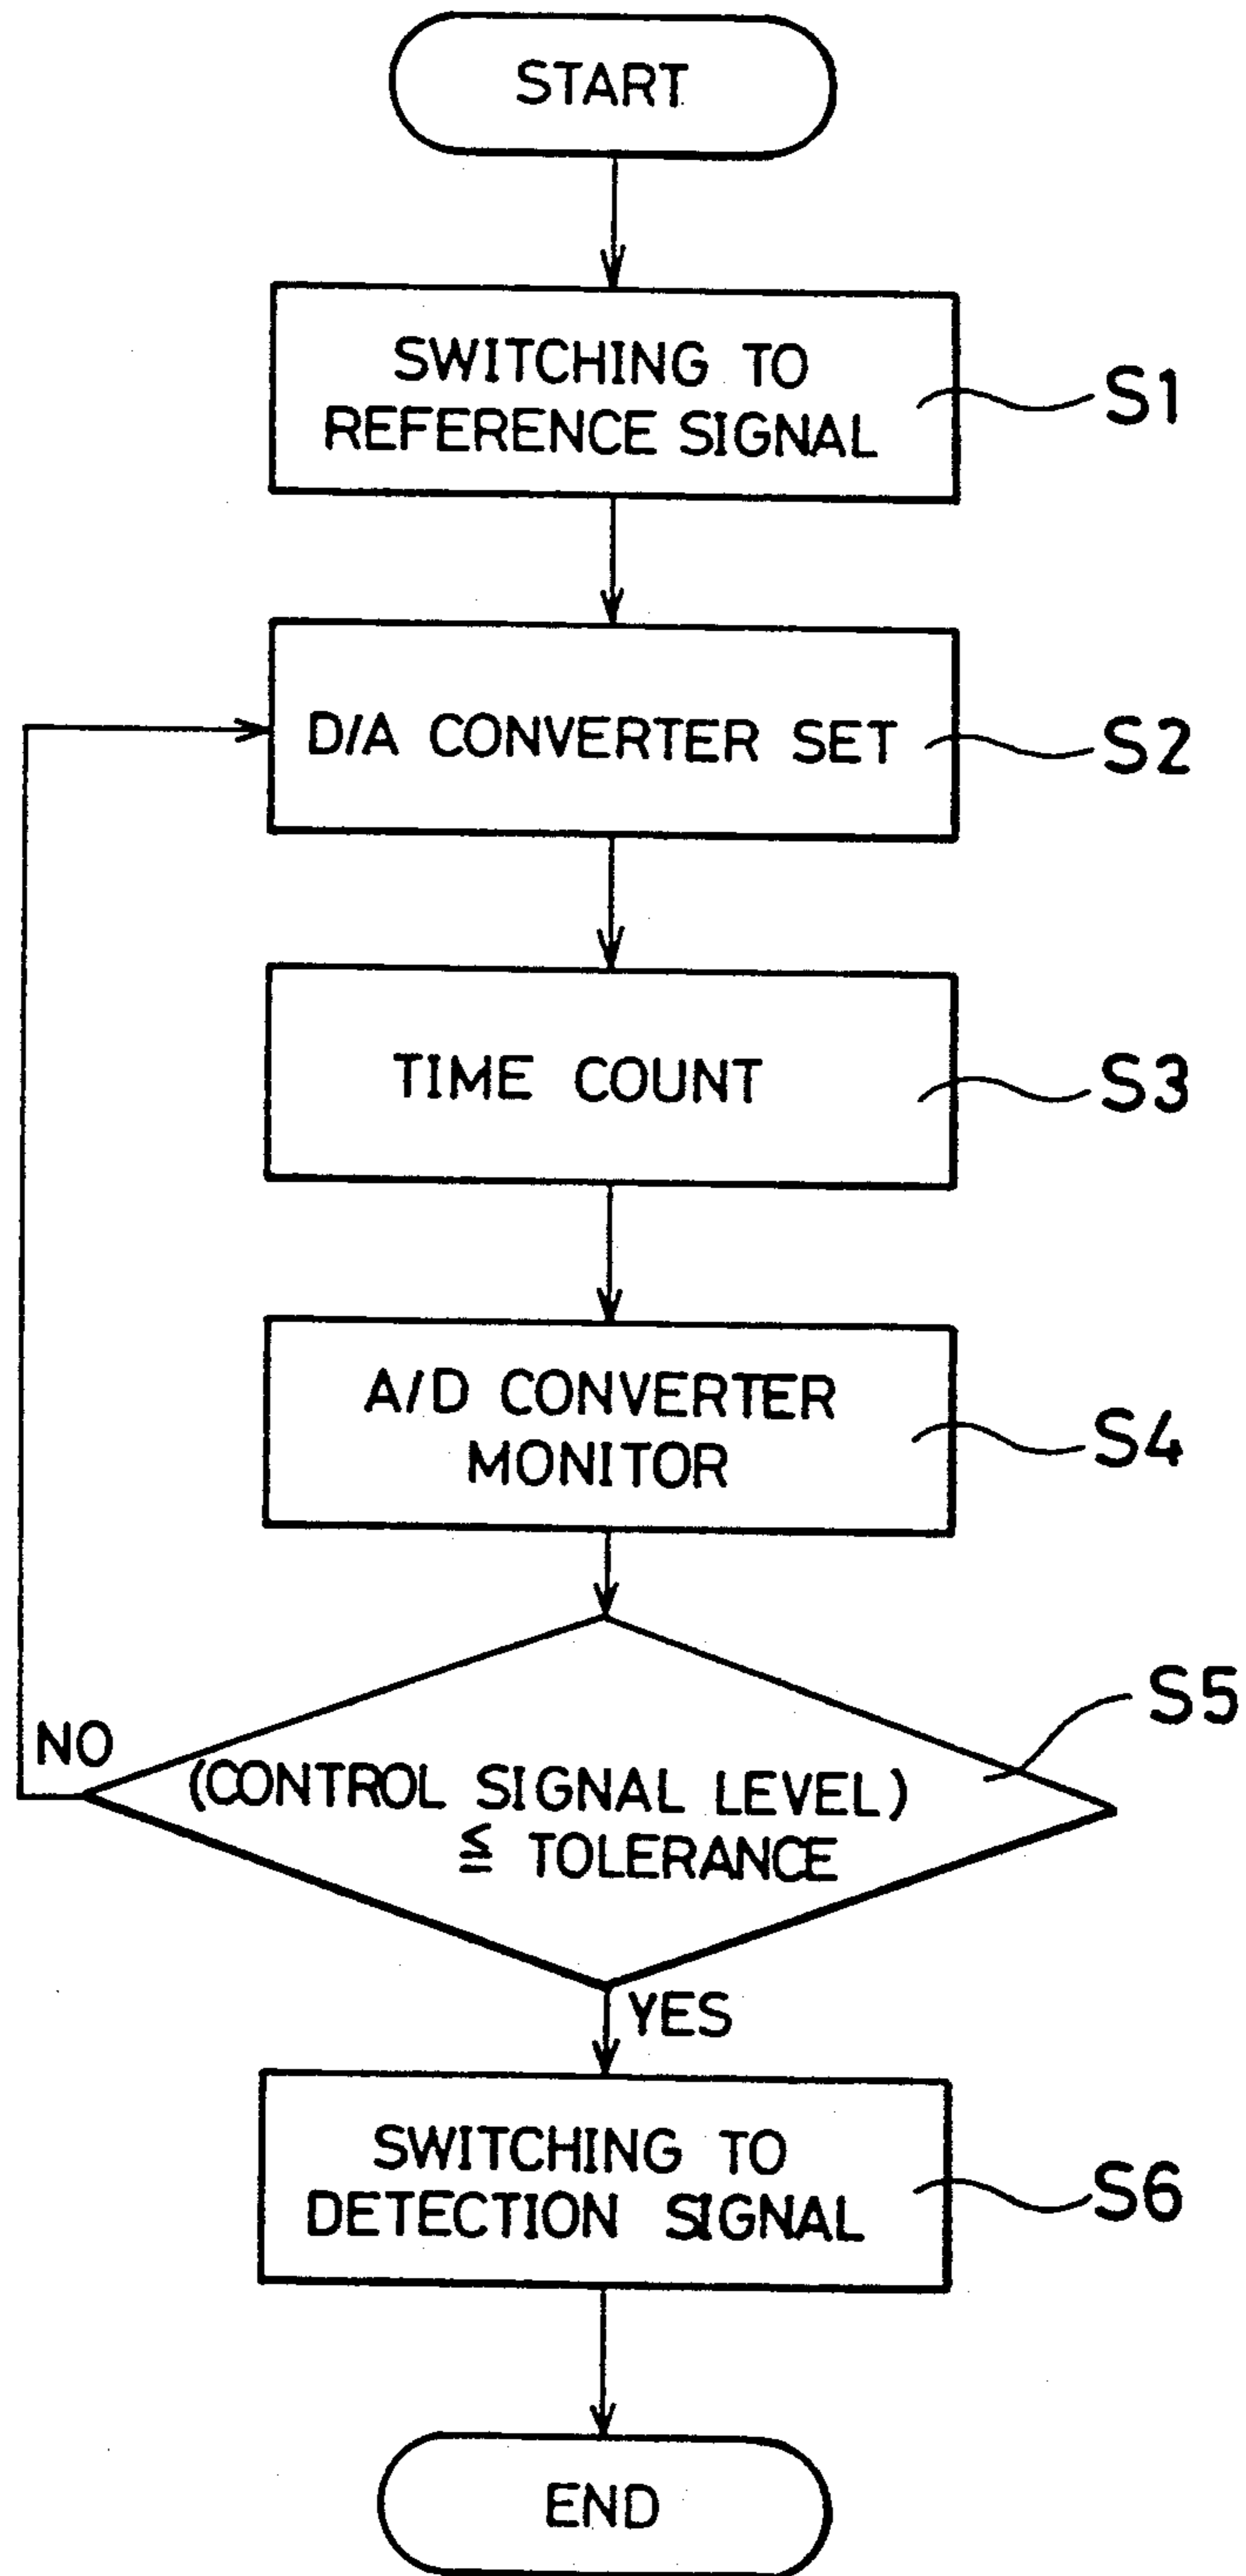 START
SWITCHING TO
REFERENCE SIGNAL
S1
D/A CONVERTER SET
S2
TIME COUNT
S3
A/D CONVERTER
MONITOR
S4
S5
NO
(CONTROL SIGNAL LEVEL)
≦ TOLERANCE
YES
SWITCHING TO
DETECTION SIGNAL
S6
END